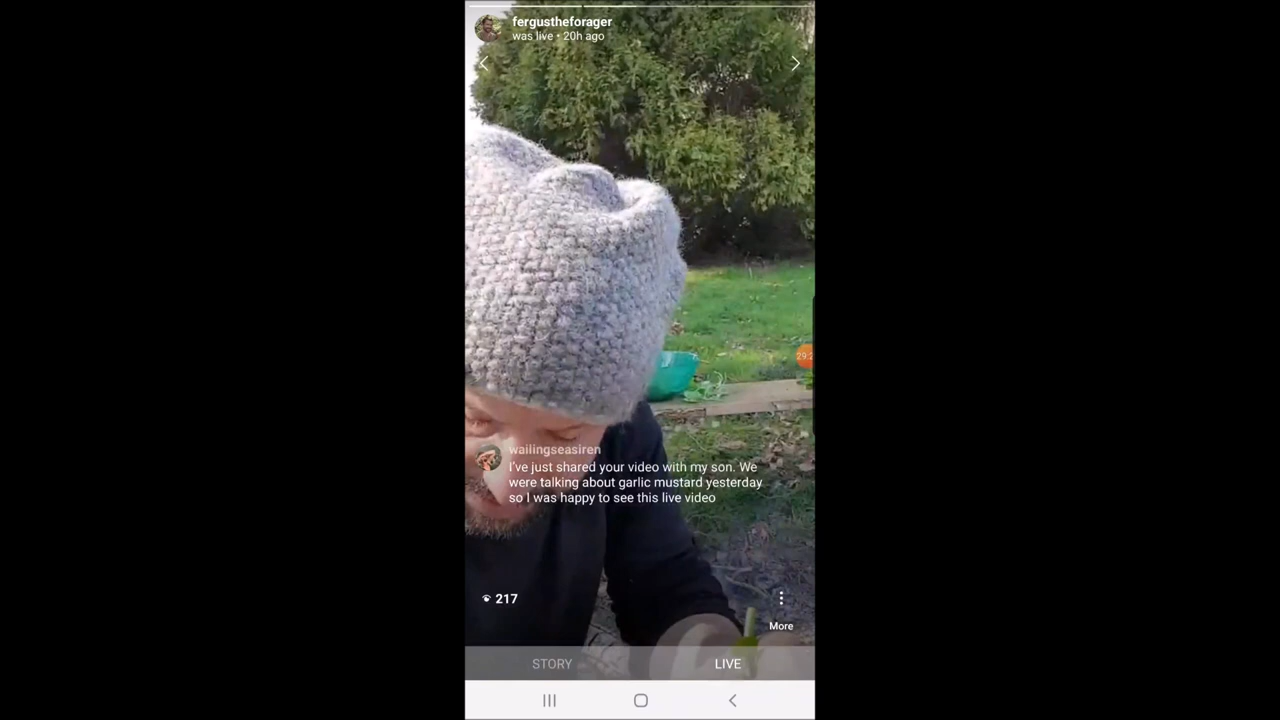 fergustheforager
was live • 20h ago
wailingseasiren
I've just shared your video with my son. We
were talking about garlic mustard yesterday
so I was happy to see this live video
217
More
STORY
LIVE